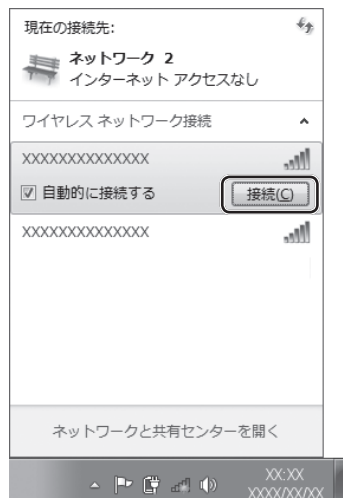 現在の接続先:
ネットワーク 2
インターネット アクセスなし
ワイヤレス ネットワーク接続
XXXXXXXXXXXXXX
自動的に接続する
接続(C)
XXXXXXXXXXXXXX
ネットワークと共有センターを開く
XX:XX
XXXX/XX/XX